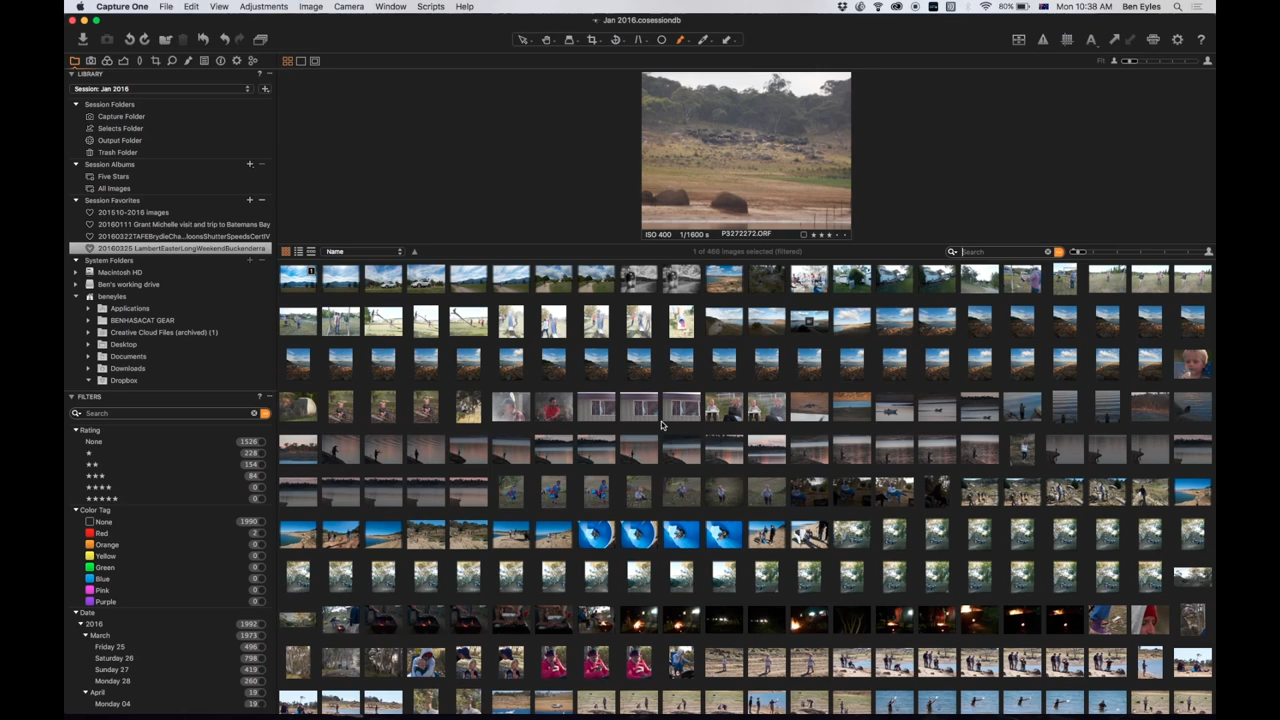 Capture One File Edit View Adjustments Image Camera Window Scripts Help 80% Mon 10:38 AM Ben Eyles
Jan 2016.cosessiondb
Fit
LIBRARY ?
Session: Jan 2016
Session Folders
Capture Folder
Selects Folder
Output Folder
Trash Folder
Session Albums
Five Stars
All Images
Session Favorites
201510-2016 images
20160111 Grant Michelle visit and trip to Batemans Bay
20160322TAFEBrydieCha...loonsShutterSpeedsCertIV
20160325 LambertEasterLongWeekendBuckenderra
System Folders
Macintosh HD
Ben's working drive
beneyles
Applications
BENHASACAT GEAR
Creative Cloud Files (archived) (1)
Desktop
Documents
Downloads
Dropbox
ISO 400 1/1600 s P3272272.ORF ★★★
Name
1 of 466 images selected (filtered)
Search
FILTERS ?
Search
Rating
None 1526
★ 228
★★ 154
★★★ 84
★★★★ 0
★★★★★ 0
Color Tag
None 1990
Red 2
Orange 0
Yellow 0
Green 0
Blue 0
Pink 0
Purple 0
Date
2016 1992
March 1973
Friday 25 496
Saturday 26 798
Sunday 27 419
Monday 28 260
April 19
Monday 04 19